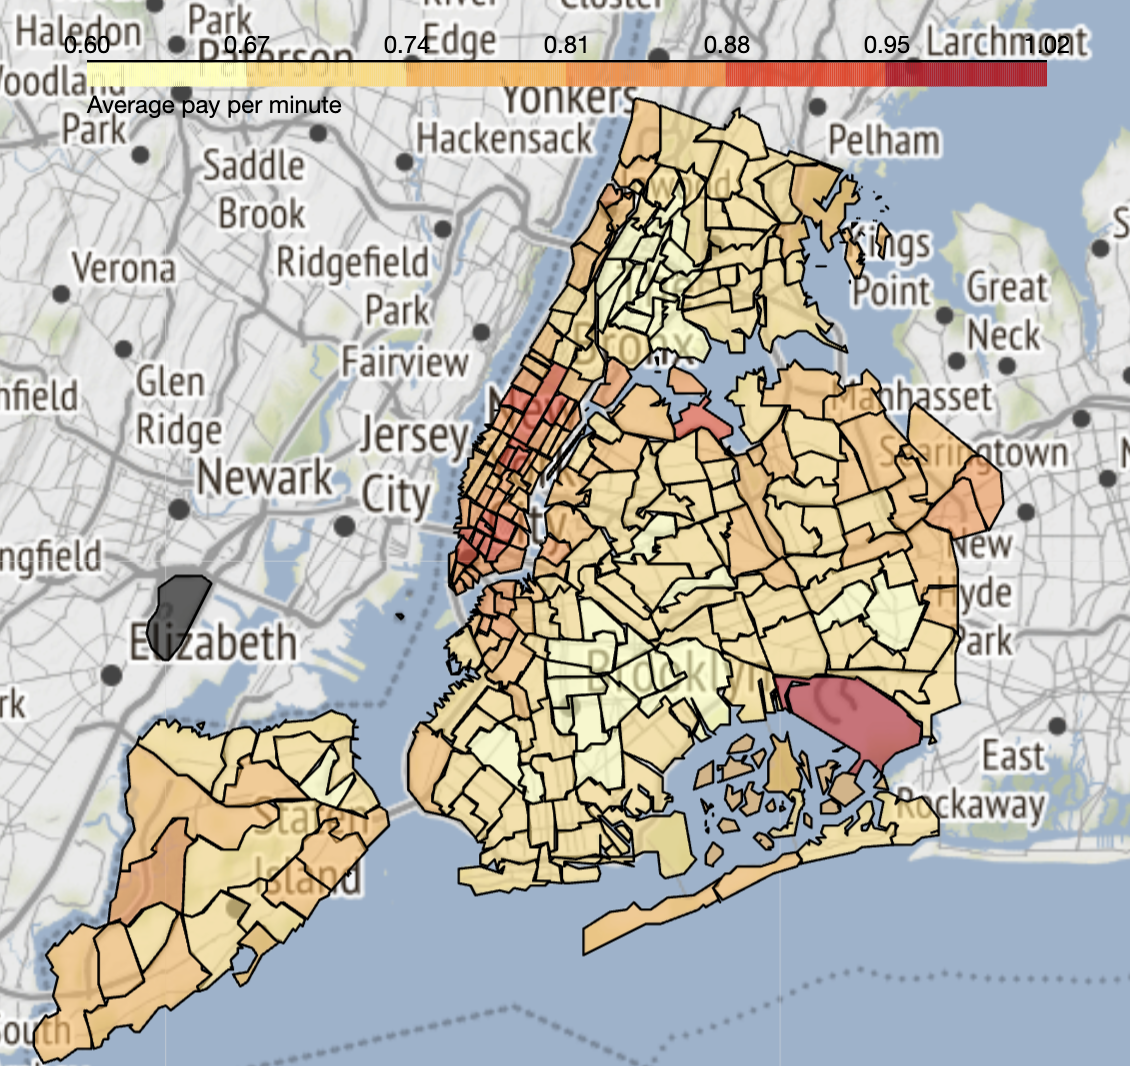 Haledon
Park
River
Edge
Closter
0.60
0.67
0.74
0.81
0.88
0.95
1.02
Larchmont
Paterson
Woodland
Park
Average pay per minute
Yonkers
Hackensack
Pelham
Saddle
Brook
Inwood
Ridgefield
Park
Verona
Kings
Point
Great
Neck
Fairview
Bronx
Glen
Ridge
Manhasset
nfield
New
Jersey
City
Searingtown
Newark
ty
ngfield
New
Hyde
Park
Elizabeth
Brooklyn
rk
East
Rockaway
Staten
Island
South